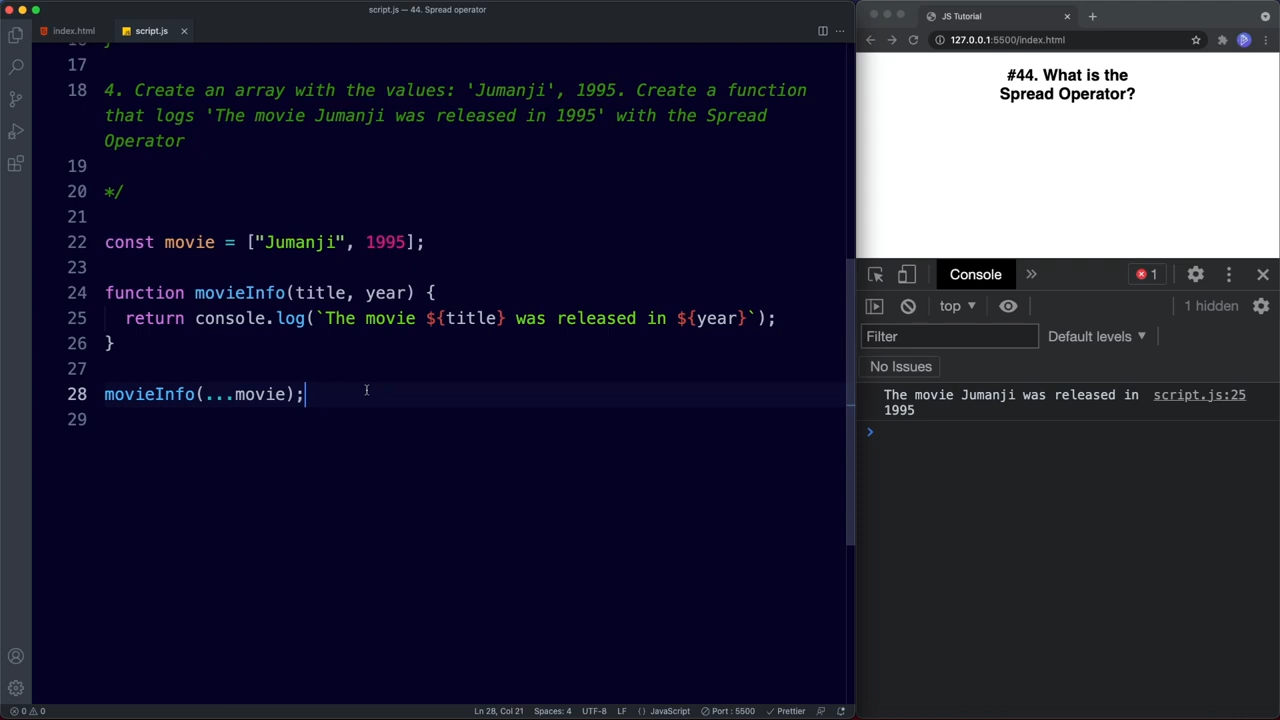 script.js — 44. Spread operator
index.html
script.js
17
18 4. Create an array with the values: 'Jumanji', 1995. Create a function
that logs 'The movie Jumanji was released in 1995' with the Spread
Operator
19
20 */
21
22 const movie = ["Jumanji", 1995];
23
24 function movieInfo(title, year) {
25 return console.log(`The movie ${title} was released in ${year}`);
26 }
27
28 movieInfo(...movie);
29
0 0
Ln 28, Col 21
Spaces: 4
UTF-8
LF
{} JavaScript
Port : 5500
Prettier
JS Tutorial
127.0.0.1:5500/index.html
#44. What is the
Spread Operator?
Console
1
top
1 hidden
Filter
Default levels
No Issues
The movie Jumanji was released in script.js:25
1995